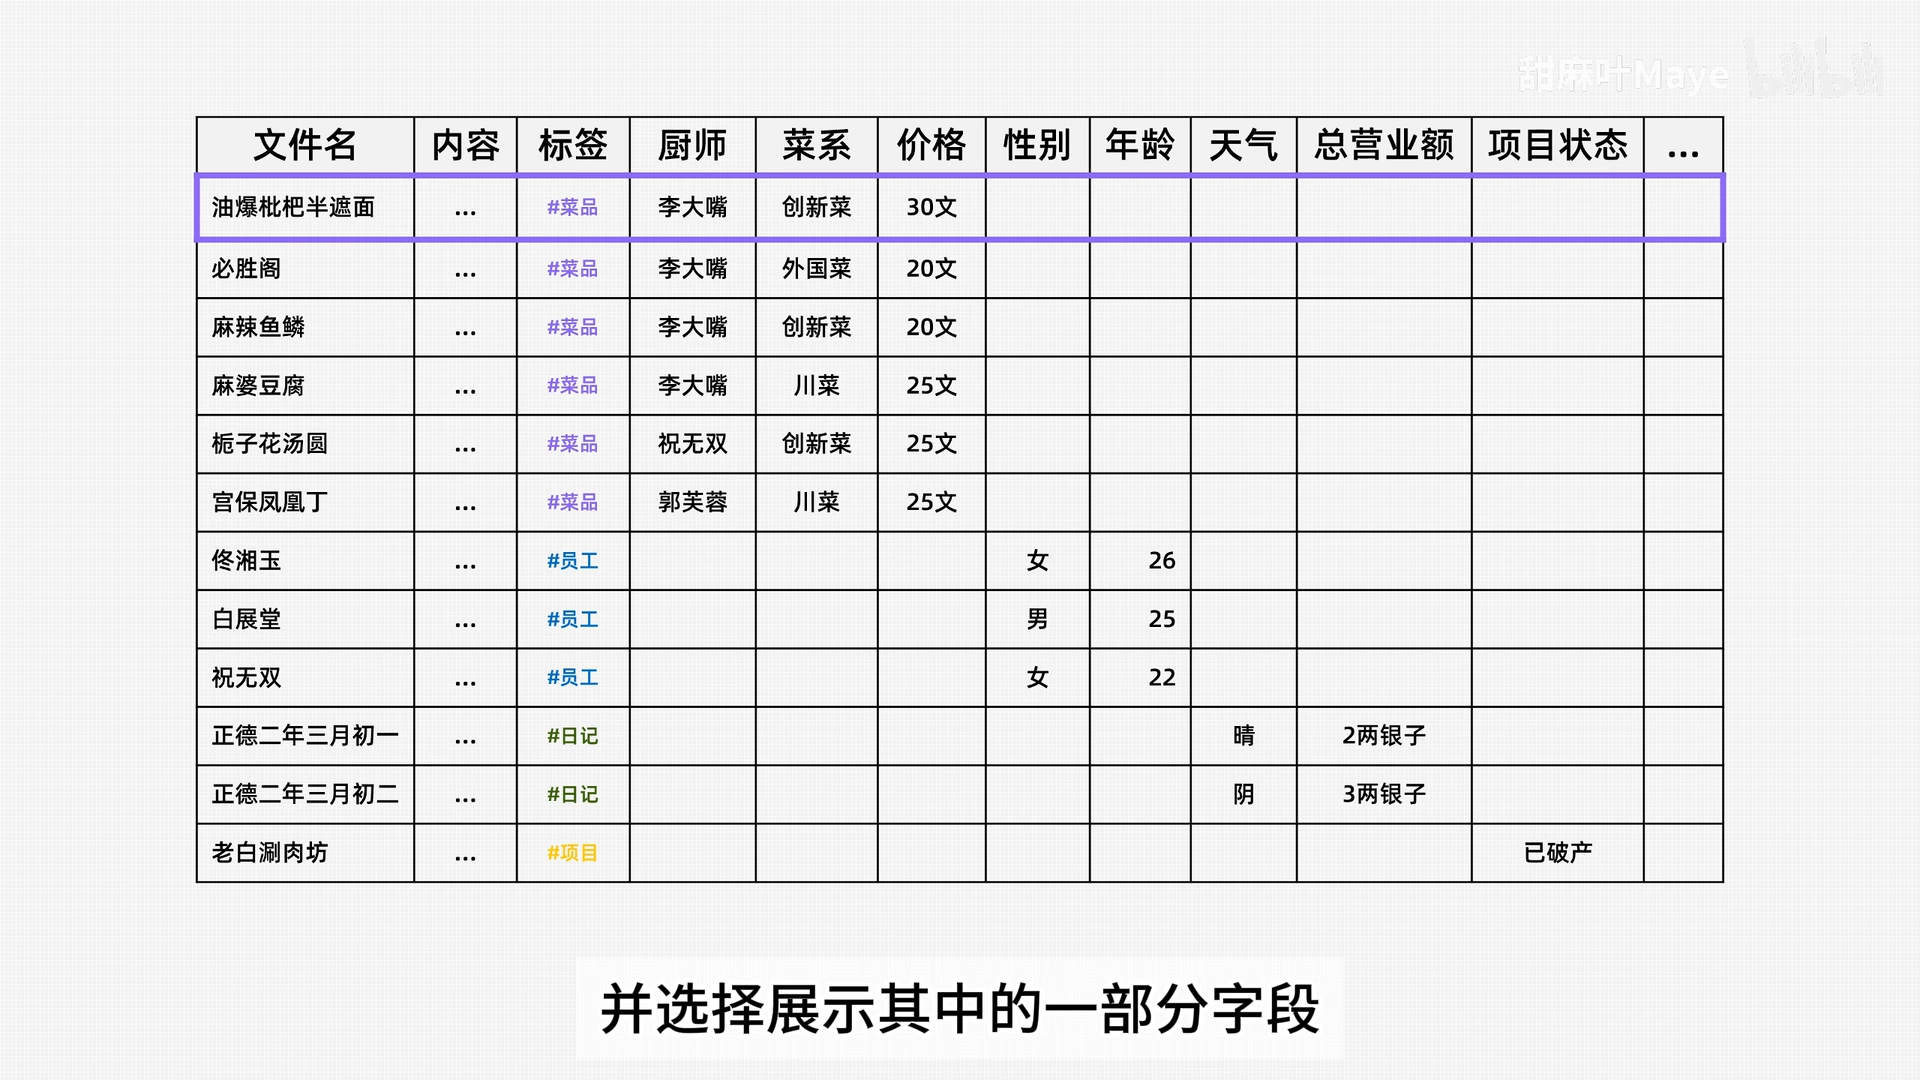 甜麻叶Maye bilibili
文件名 内容 标签 厨师 菜系 价格 性别 年龄 天气 总营业额 项目状态 ...
油爆枇杷半遮面 ... #菜品 李大嘴 创新菜 30文
必胜阁 ... #菜品 李大嘴 外国菜 20文
麻辣鱼鳞 ... #菜品 李大嘴 创新菜 20文
麻婆豆腐 ... #菜品 李大嘴 川菜 25文
栀子花汤圆 ... #菜品 祝无双 创新菜 25文
宫保凤凰丁 ... #菜品 郭芙蓉 川菜 25文
佟湘玉 ... #员工 女 26
白展堂 ... #员工 男 25
祝无双 ... #员工 女 22
正德二年三月初一 ... #日记 晴 2两银子
正德二年三月初二 ... #日记 阴 3两银子
老白涮肉坊 ... #项目 已破产
并选择展示其中的一部分字段